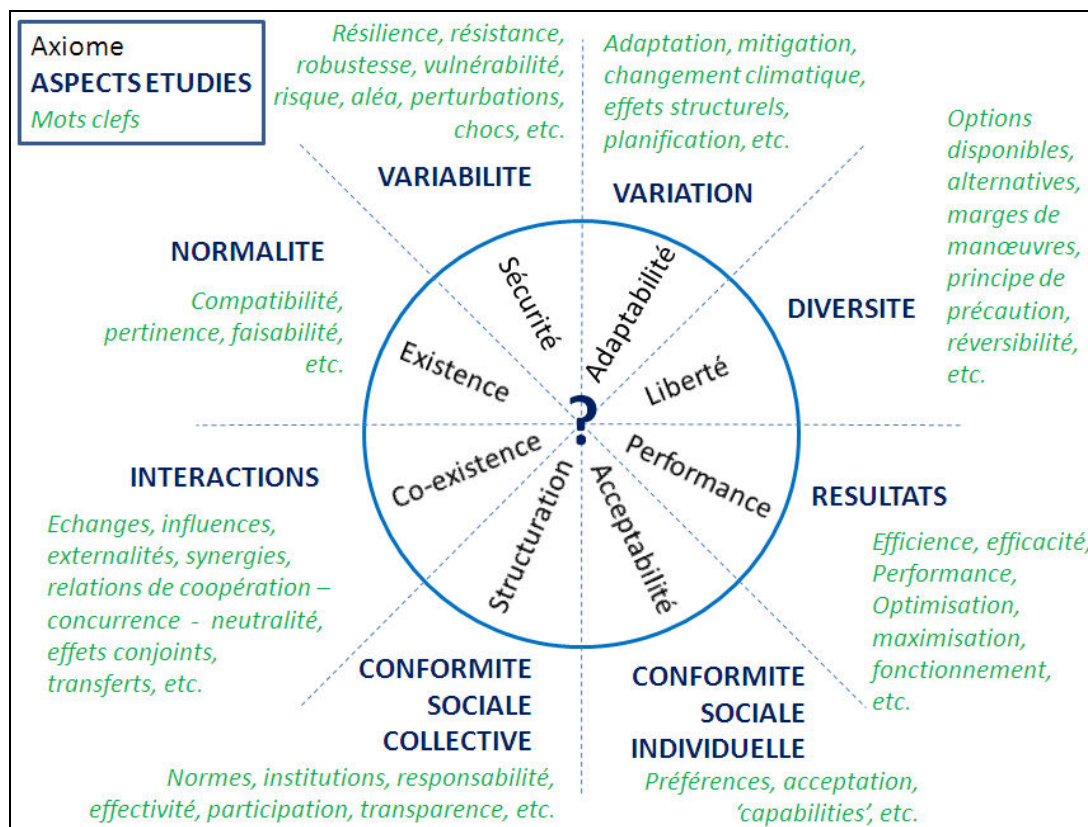 Axiome
ASPECTS ETUDIES
Mots clefs
Résilience, résistance,
robustesse, vulnérabilité,
risque, aléa, perturbations,
chocs, etc.
VARIABILITE
Adaptation, mitigation,
changement climatique,
effets structurels,
planification, etc.
VARIATION
Options
disponibles,
alternatives,
marges de
manœuvres,
principe de
précaution,
réversibilité,
etc.
DIVERSITE
NORMALITE
Compatibilité,
pertinence, faisabilité,
etc.
Sécurité
Adaptabilité
Existence
Liberté
?
Co-existence
Performance
Structuration
Acceptabilité
INTERACTIONS
Echanges, influences,
externalités, synergies,
relations de coopération –
concurrence - neutralité,
effets conjoints,
transferts, etc.
RESULTATS
Efficience, efficacité,
Performance,
Optimisation,
maximisation,
fonctionnement,
etc.
CONFORMITE
SOCIALE
COLLECTIVE
Normes, institutions, responsabilité,
effectivité, participation, transparence, etc.
CONFORMITE
SOCIALE
INDIVIDUELLE
Préférences, acceptation,
‘capabilities’, etc.